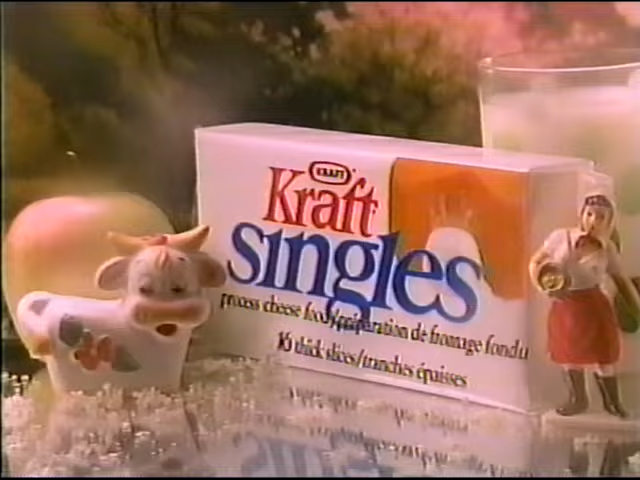 KRAFT
Kraft
singles
process cheese food/préparation de fromage fondu
16 thick slices/tranches épaisses